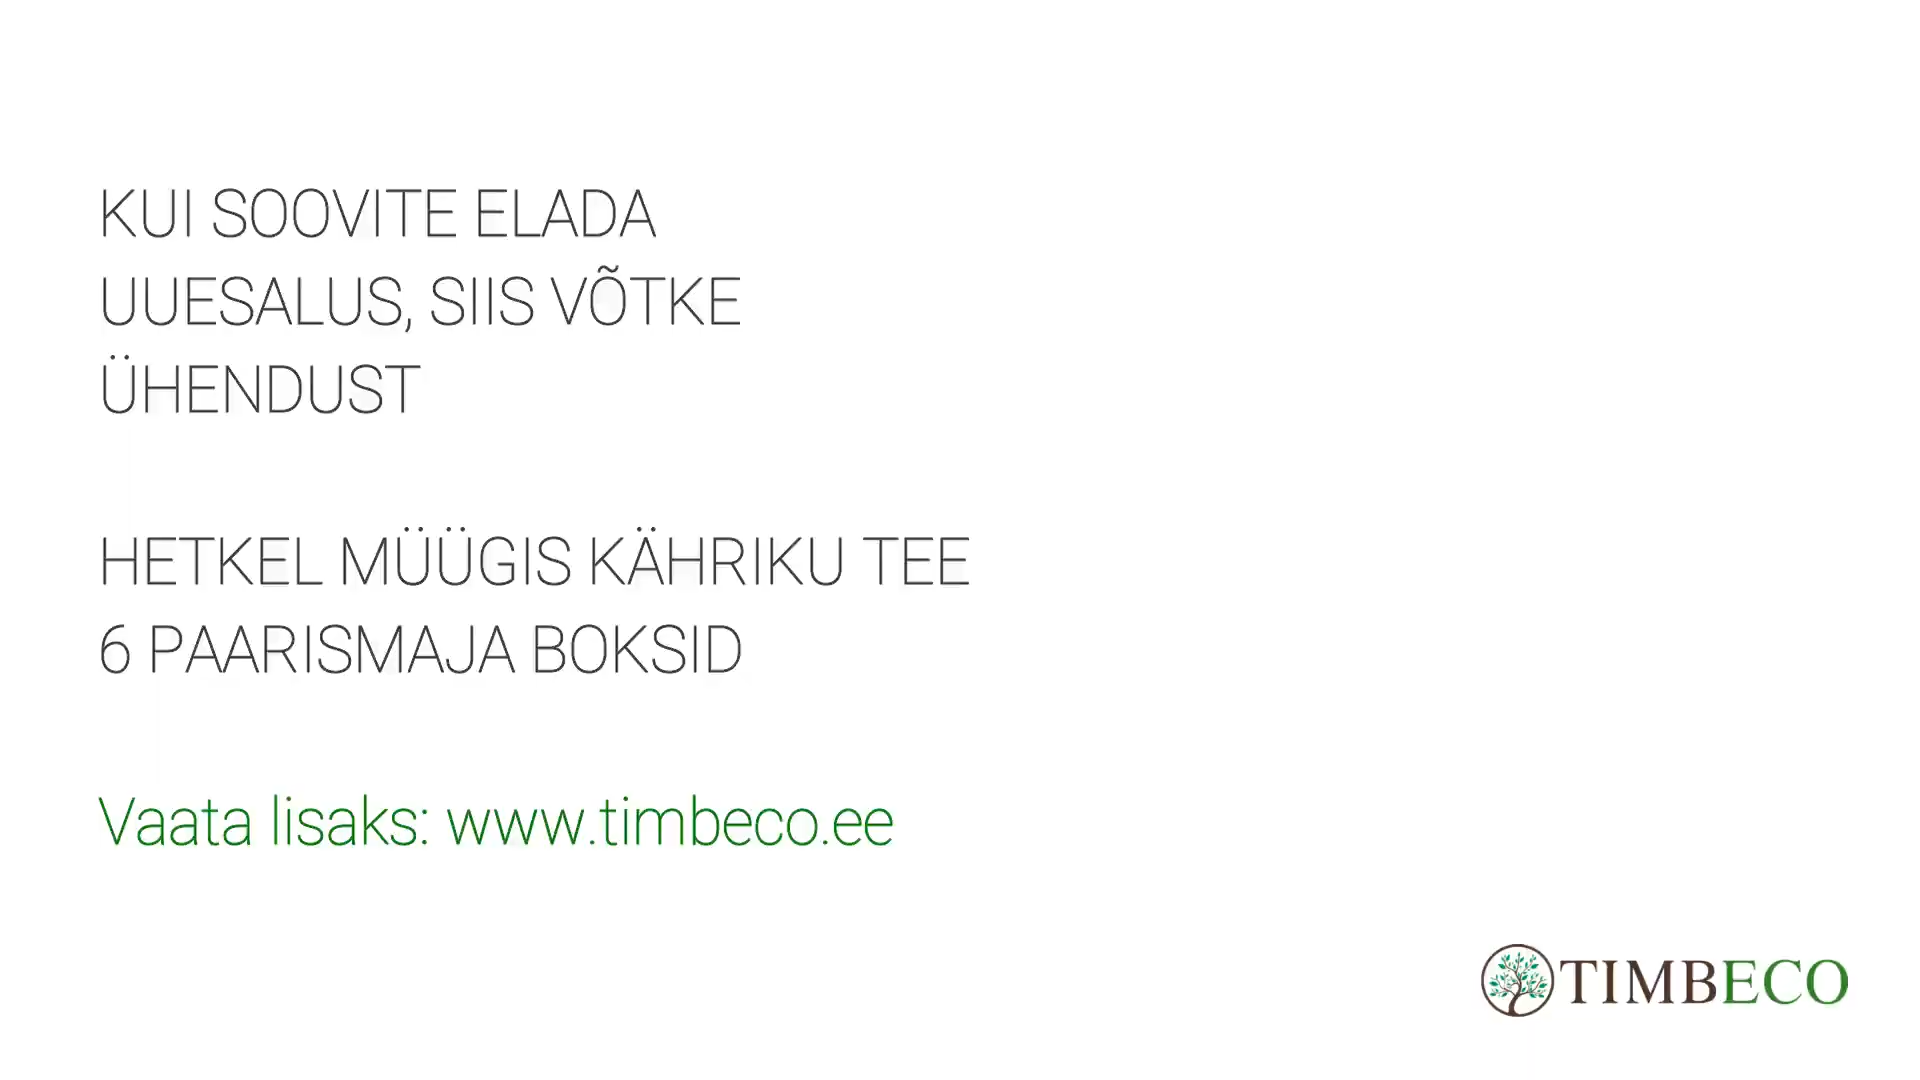 KUI SOOVITE ELADA
UUESALUS, SIIS VÕTKE
ÜHENDUST
HETKEL MÜÜGIS KÄHRIKU TEE
6 PAARISMAJA BOKSID
Vaata lisaks: www.timbeco.ee
TIMBECO